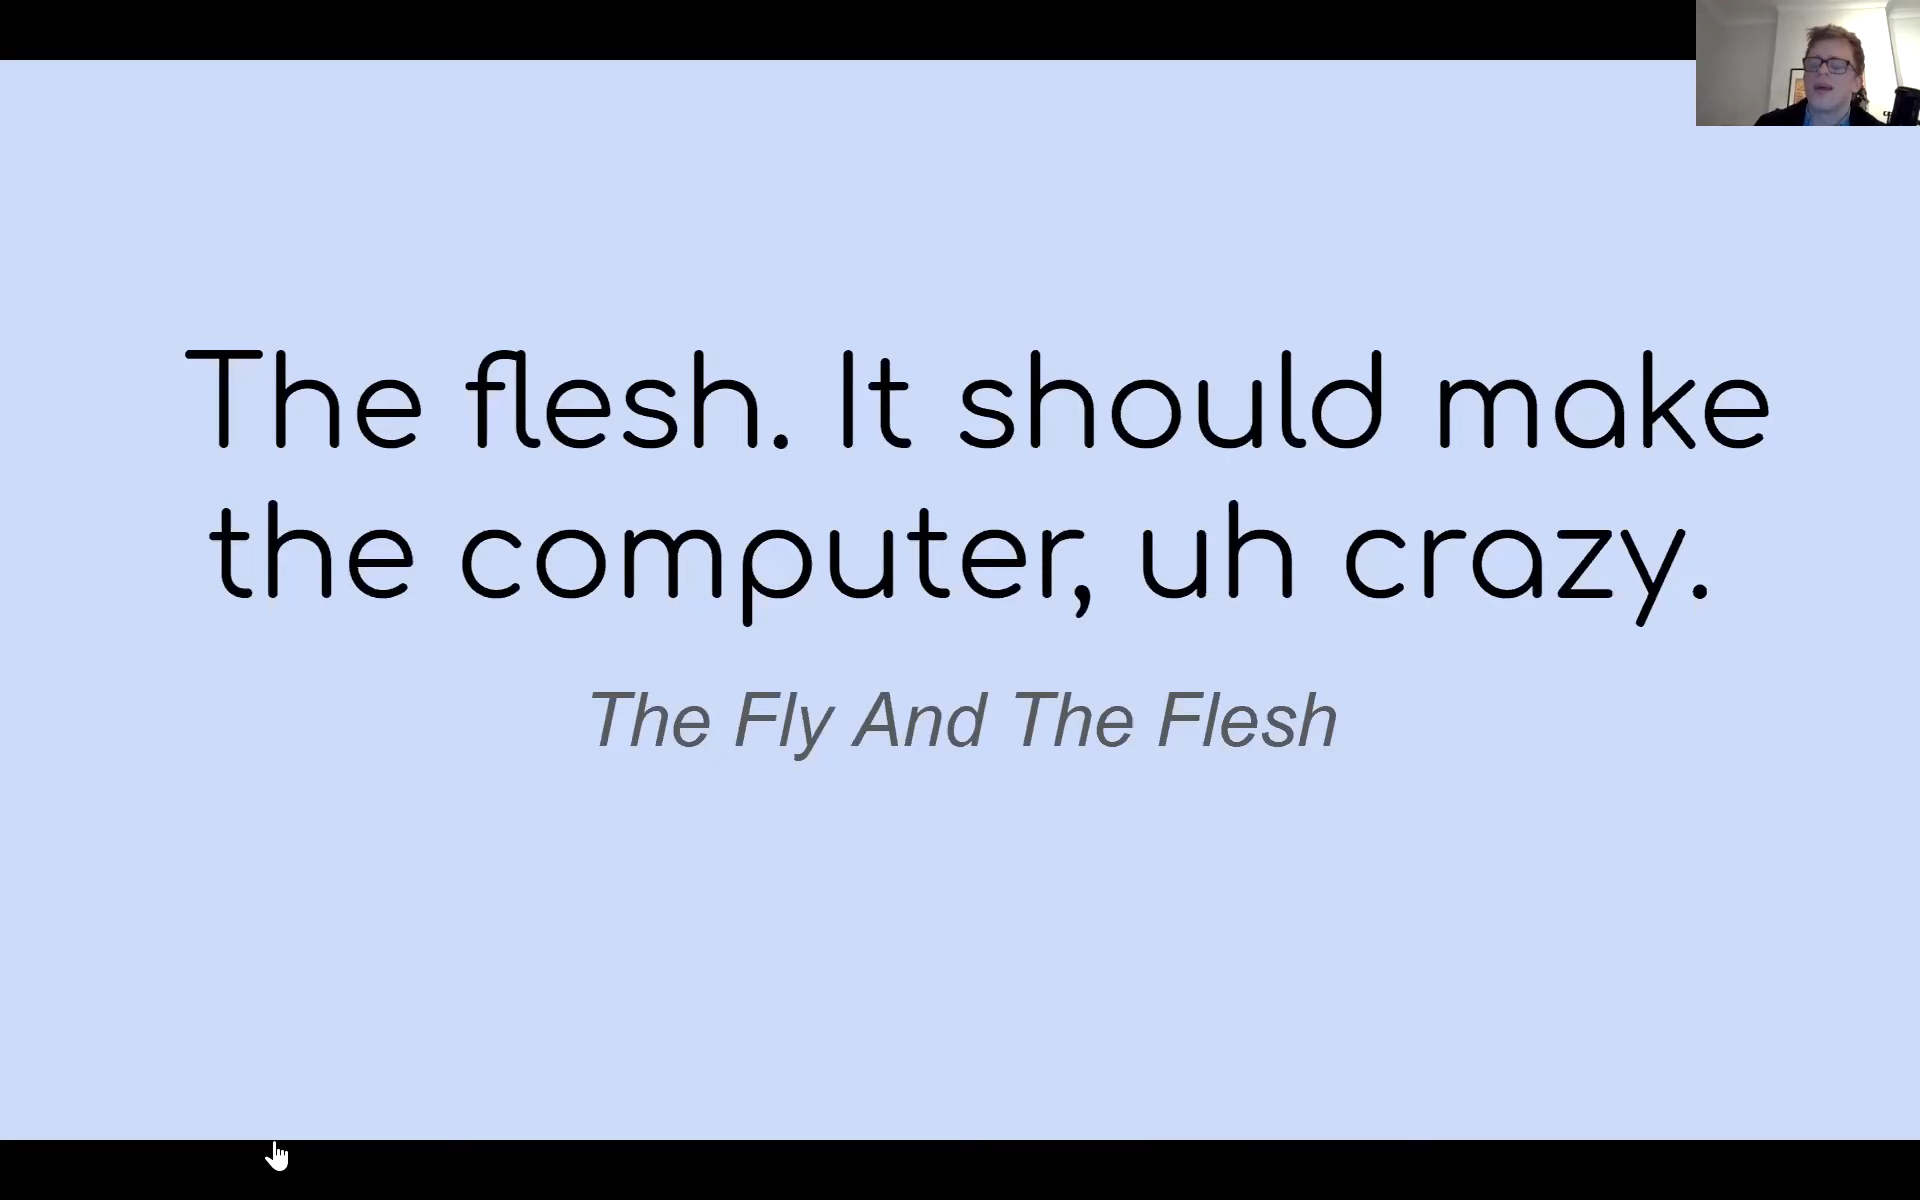 The flesh. It should make
the computer, uh crazy.
The Fly And The Flesh